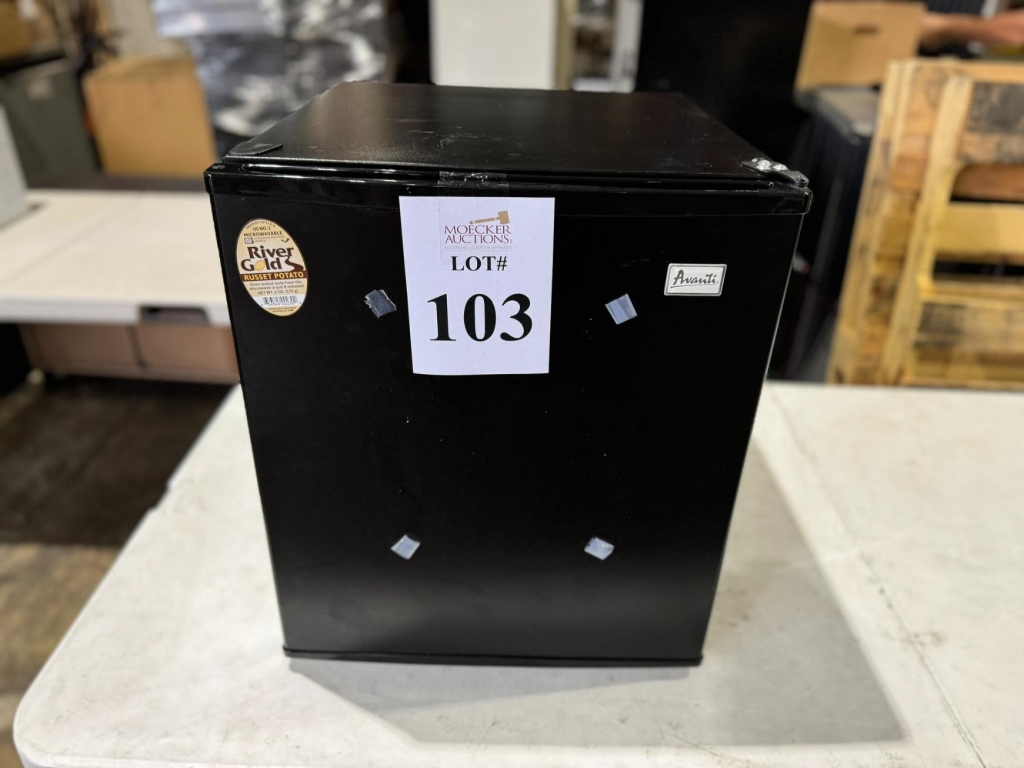 US NO. 1
MICROWAVABLE
River
Gold
RUSSET POTATO
MOECKER
AUCTIONS
LOT#
103
Avanti